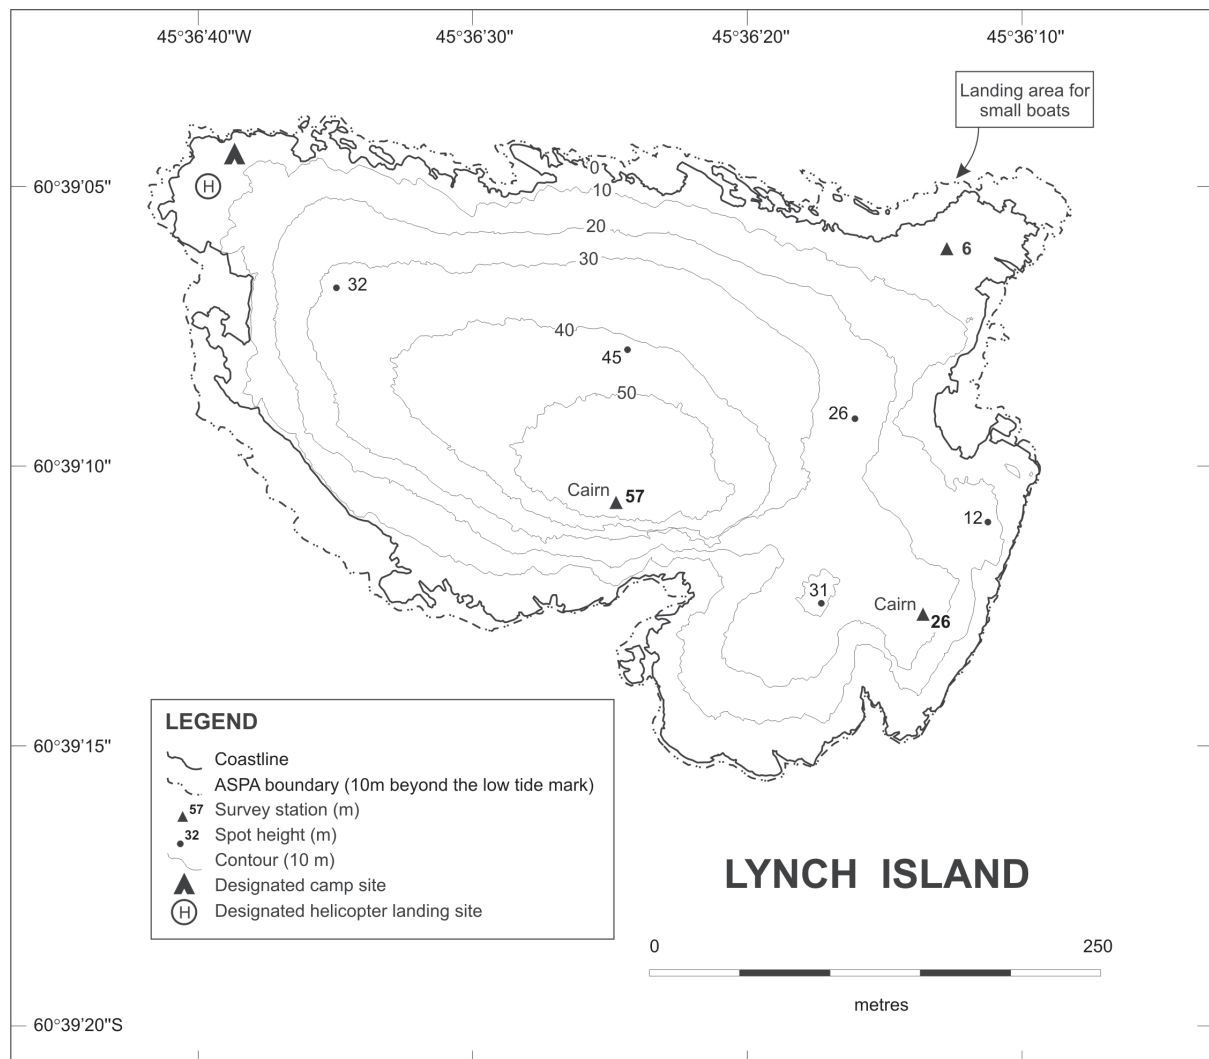 45°36'40"W
45°36'30"
45°36'20"
45°36'10"
Landing area for
small boats
60°39'05"
H
0
10
20
30
6
32
40
45
50
26
60°39'10"
Cairn
57
12
31
Cairn
26
LEGEND
60°39'15"
Coastline
ASPA boundary (10m beyond the low tide mark)
57 Survey station (m)
32 Spot height (m)
Contour (10 m)
Designated camp site
H Designated helicopter landing site
LYNCH ISLAND
0 250
metres
60°39'20"S